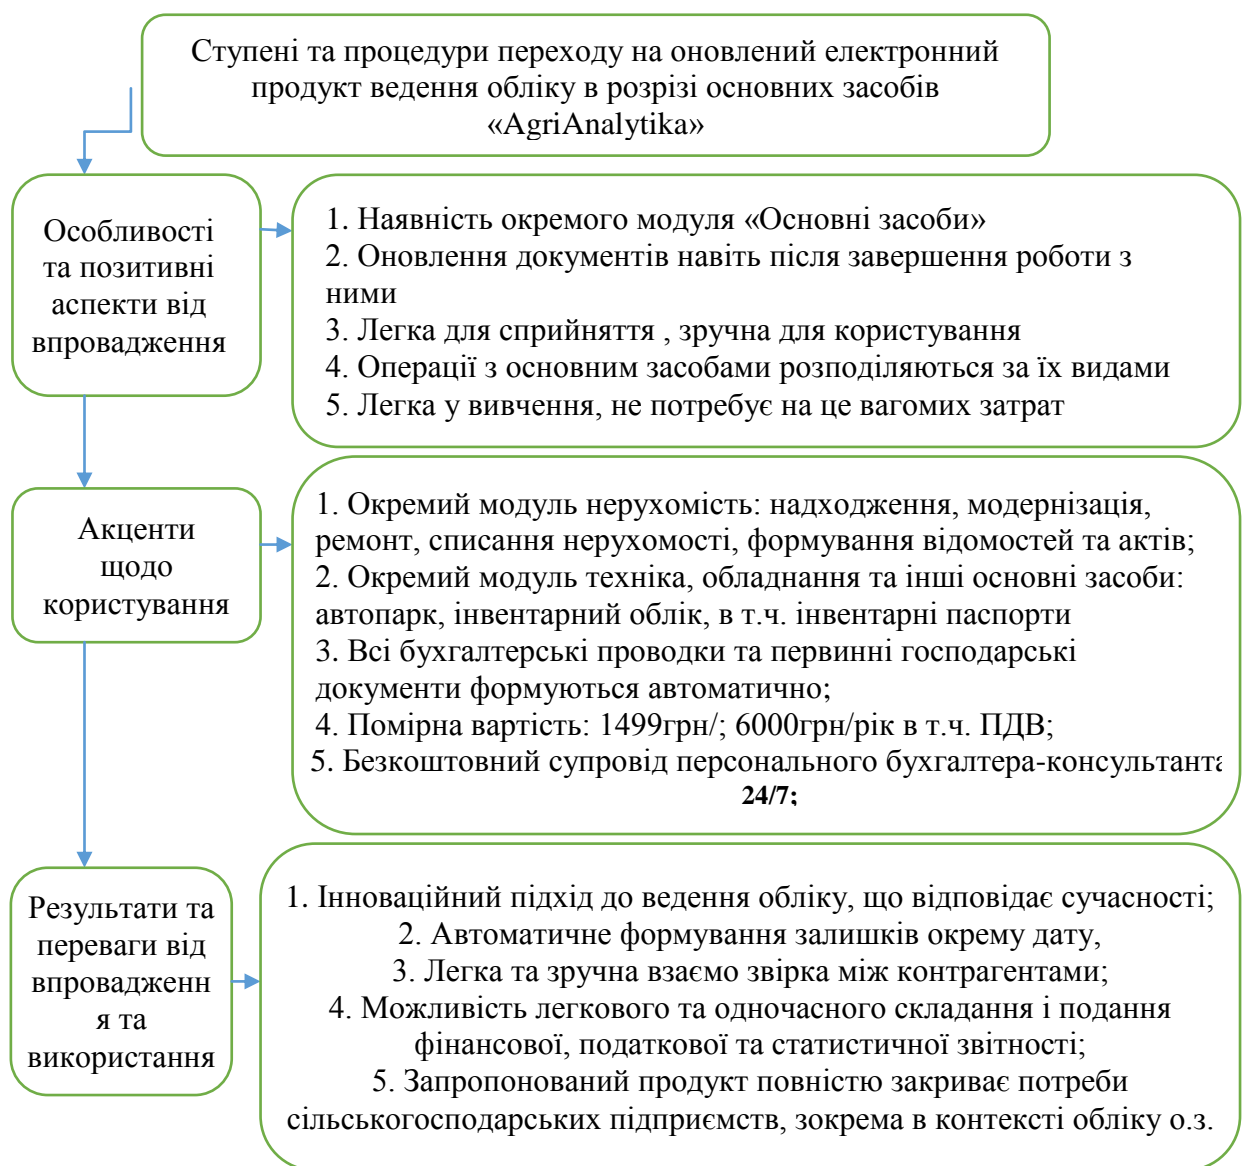 Ступені та процедури переходу на оновлений електронний
продукт ведення обліку в розрізі основних засобів
«AgriAnalytika»
Особливості
та позитивні
аспекти від
впровадження
1. Наявність окремого модуля «Основні засоби»
2. Оновлення документів навіть після завершення роботи з
ними
3. Легка для сприйняття , зручна для користування
4. Операції з основним засобами розподіляються за їх видами
5. Легка у вивчення, не потребує на це вагомих затрат
Акценти
щодо
користування
1. Окремий модуль нерухомість: надходження, модернізація,
ремонт, списання нерухомості, формування відомостей та актів;
2. Окремий модуль техніка, обладнання та інші основні засоби:
автопарк, інвентарний облік, в т.ч. інвентарні паспорти
3. Всі бухгалтерські проводки та первинні господарські
документи формуються автоматично;
4. Помірна вартість: 1499грн/; 6000грн/рік в т.ч. ПДВ;
5. Безкоштовний супровід персонального бухгалтера-консультанта
24/7;
Результати та
переваги від
впровадженн
я та
використання
1. Інноваційний підхід до ведення обліку, що відповідає сучасності;
2. Автоматичне формування залишків окрему дату,
3. Легка та зручна взаємо звірка між контрагентами;
4. Можливість легкового та одночасного складання і подання
фінансової, податкової та статистичної звітності;
5. Запропонований продукт повністю закриває потреби
сільськогосподарських підприємств, зокрема в контексті обліку о.з.